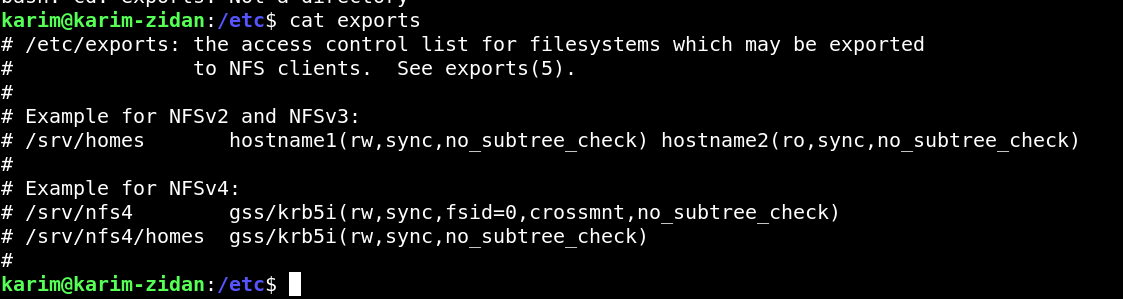 bash: cd: exports: Not a directory
karim@karim-zidan:/etc$ cat exports
# /etc/exports: the access control list for filesystems which may be exported
#               to NFS clients.  See exports(5).
#
# Example for NFSv2 and NFSv3:
# /srv/homes       hostname1(rw,sync,no_subtree_check) hostname2(ro,sync,no_subtree_check)
#
# Example for NFSv4:
# /srv/nfs4        gss/krb5i(rw,sync,fsid=0,crossmnt,no_subtree_check)
# /srv/nfs4/homes  gss/krb5i(rw,sync,no_subtree_check)
#
karim@karim-zidan:/etc$